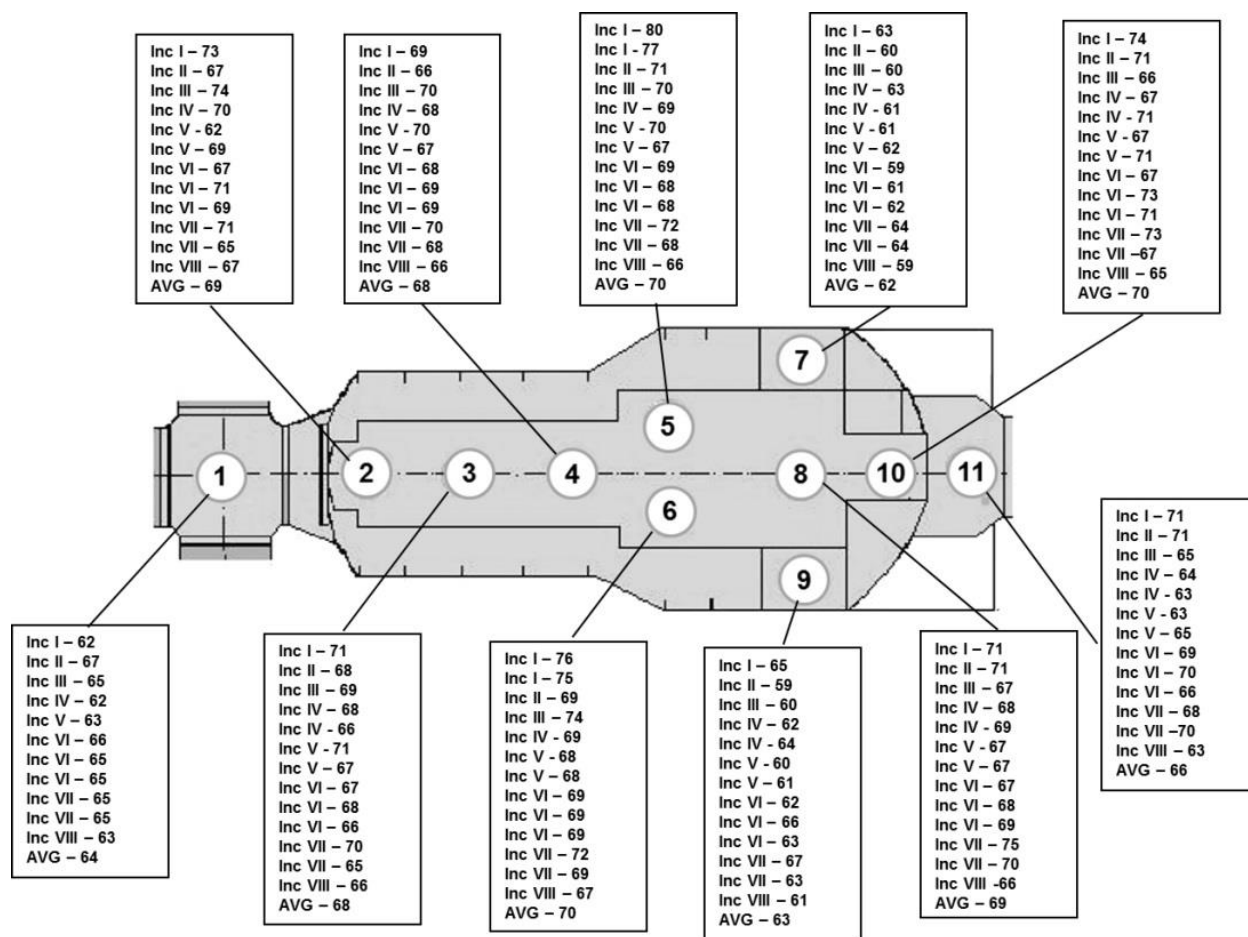 Inc I – 73
Inc II – 67
Inc III – 74
Inc IV – 70
Inc V - 62
Inc V – 69
Inc VI – 67
Inc VI – 71
Inc VI – 69
Inc VII – 71
Inc VII – 65
Inc VIII – 67
AVG – 69
Inc I – 69
Inc II – 66
Inc III – 70
Inc IV – 68
Inc V - 70
Inc V – 67
Inc VI – 68
Inc VI – 69
Inc VI – 69
Inc VII – 70
Inc VII – 68
Inc VIII – 66
AVG – 68
Inc I – 80
Inc I - 77
Inc II – 71
Inc III – 70
Inc IV – 69
Inc V - 70
Inc V – 67
Inc VI – 69
Inc VI – 68
Inc VI – 68
Inc VII – 72
Inc VII – 68
Inc VIII – 66
AVG – 70
Inc I – 63
Inc II – 60
Inc III – 60
Inc IV – 63
Inc IV - 61
Inc V - 61
Inc V – 62
Inc VI – 59
Inc VI – 61
Inc VI – 62
Inc VII – 64
Inc VII – 64
Inc VIII – 59
AVG – 62
Inc I – 74
Inc II – 71
Inc III – 66
Inc IV – 67
Inc IV - 71
Inc V - 67
Inc V – 71
Inc VI – 67
Inc VI – 73
Inc VI – 71
Inc VII – 73
Inc VII –67
Inc VIII – 65
AVG – 70
7
5
1
2
3
4
8
10
11
6
9
Inc I – 62
Inc II – 67
Inc III – 65
Inc IV – 62
Inc V – 63
Inc VI – 66
Inc VI – 65
Inc VI – 65
Inc VII – 65
Inc VII – 65
Inc VIII – 63
AVG – 64
Inc I – 71
Inc II – 68
Inc III – 69
Inc IV – 68
Inc IV – 66
Inc V - 71
Inc V – 67
Inc VI – 67
Inc VI – 68
Inc VI – 66
Inc VII – 70
Inc VII – 65
Inc VIII – 66
AVG – 68
Inc I – 76
Inc I – 75
Inc II – 69
Inc III – 74
Inc IV – 69
Inc V - 68
Inc V – 68
Inc VI – 69
Inc VI – 69
Inc VI – 69
Inc VII – 72
Inc VII – 69
Inc VIII – 67
AVG – 70
Inc I – 65
Inc II – 59
Inc III – 60
Inc IV – 62
Inc IV - 64
Inc V - 60
Inc V – 61
Inc VI – 62
Inc VI – 66
Inc VI – 63
Inc VII – 67
Inc VII – 63
Inc VIII – 61
AVG – 63
Inc I – 71
Inc II – 71
Inc III – 67
Inc IV – 68
Inc IV - 69
Inc V - 67
Inc V – 67
Inc VI – 67
Inc VI – 68
Inc VI – 69
Inc VII – 75
Inc VII – 70
Inc VIII -66
AVG – 69
Inc I – 71
Inc II – 71
Inc III – 65
Inc IV – 64
Inc IV - 63
Inc V - 63
Inc V – 65
Inc VI – 69
Inc VI – 70
Inc VI – 66
Inc VII – 68
Inc VII –70
Inc VIII – 63
AVG – 66